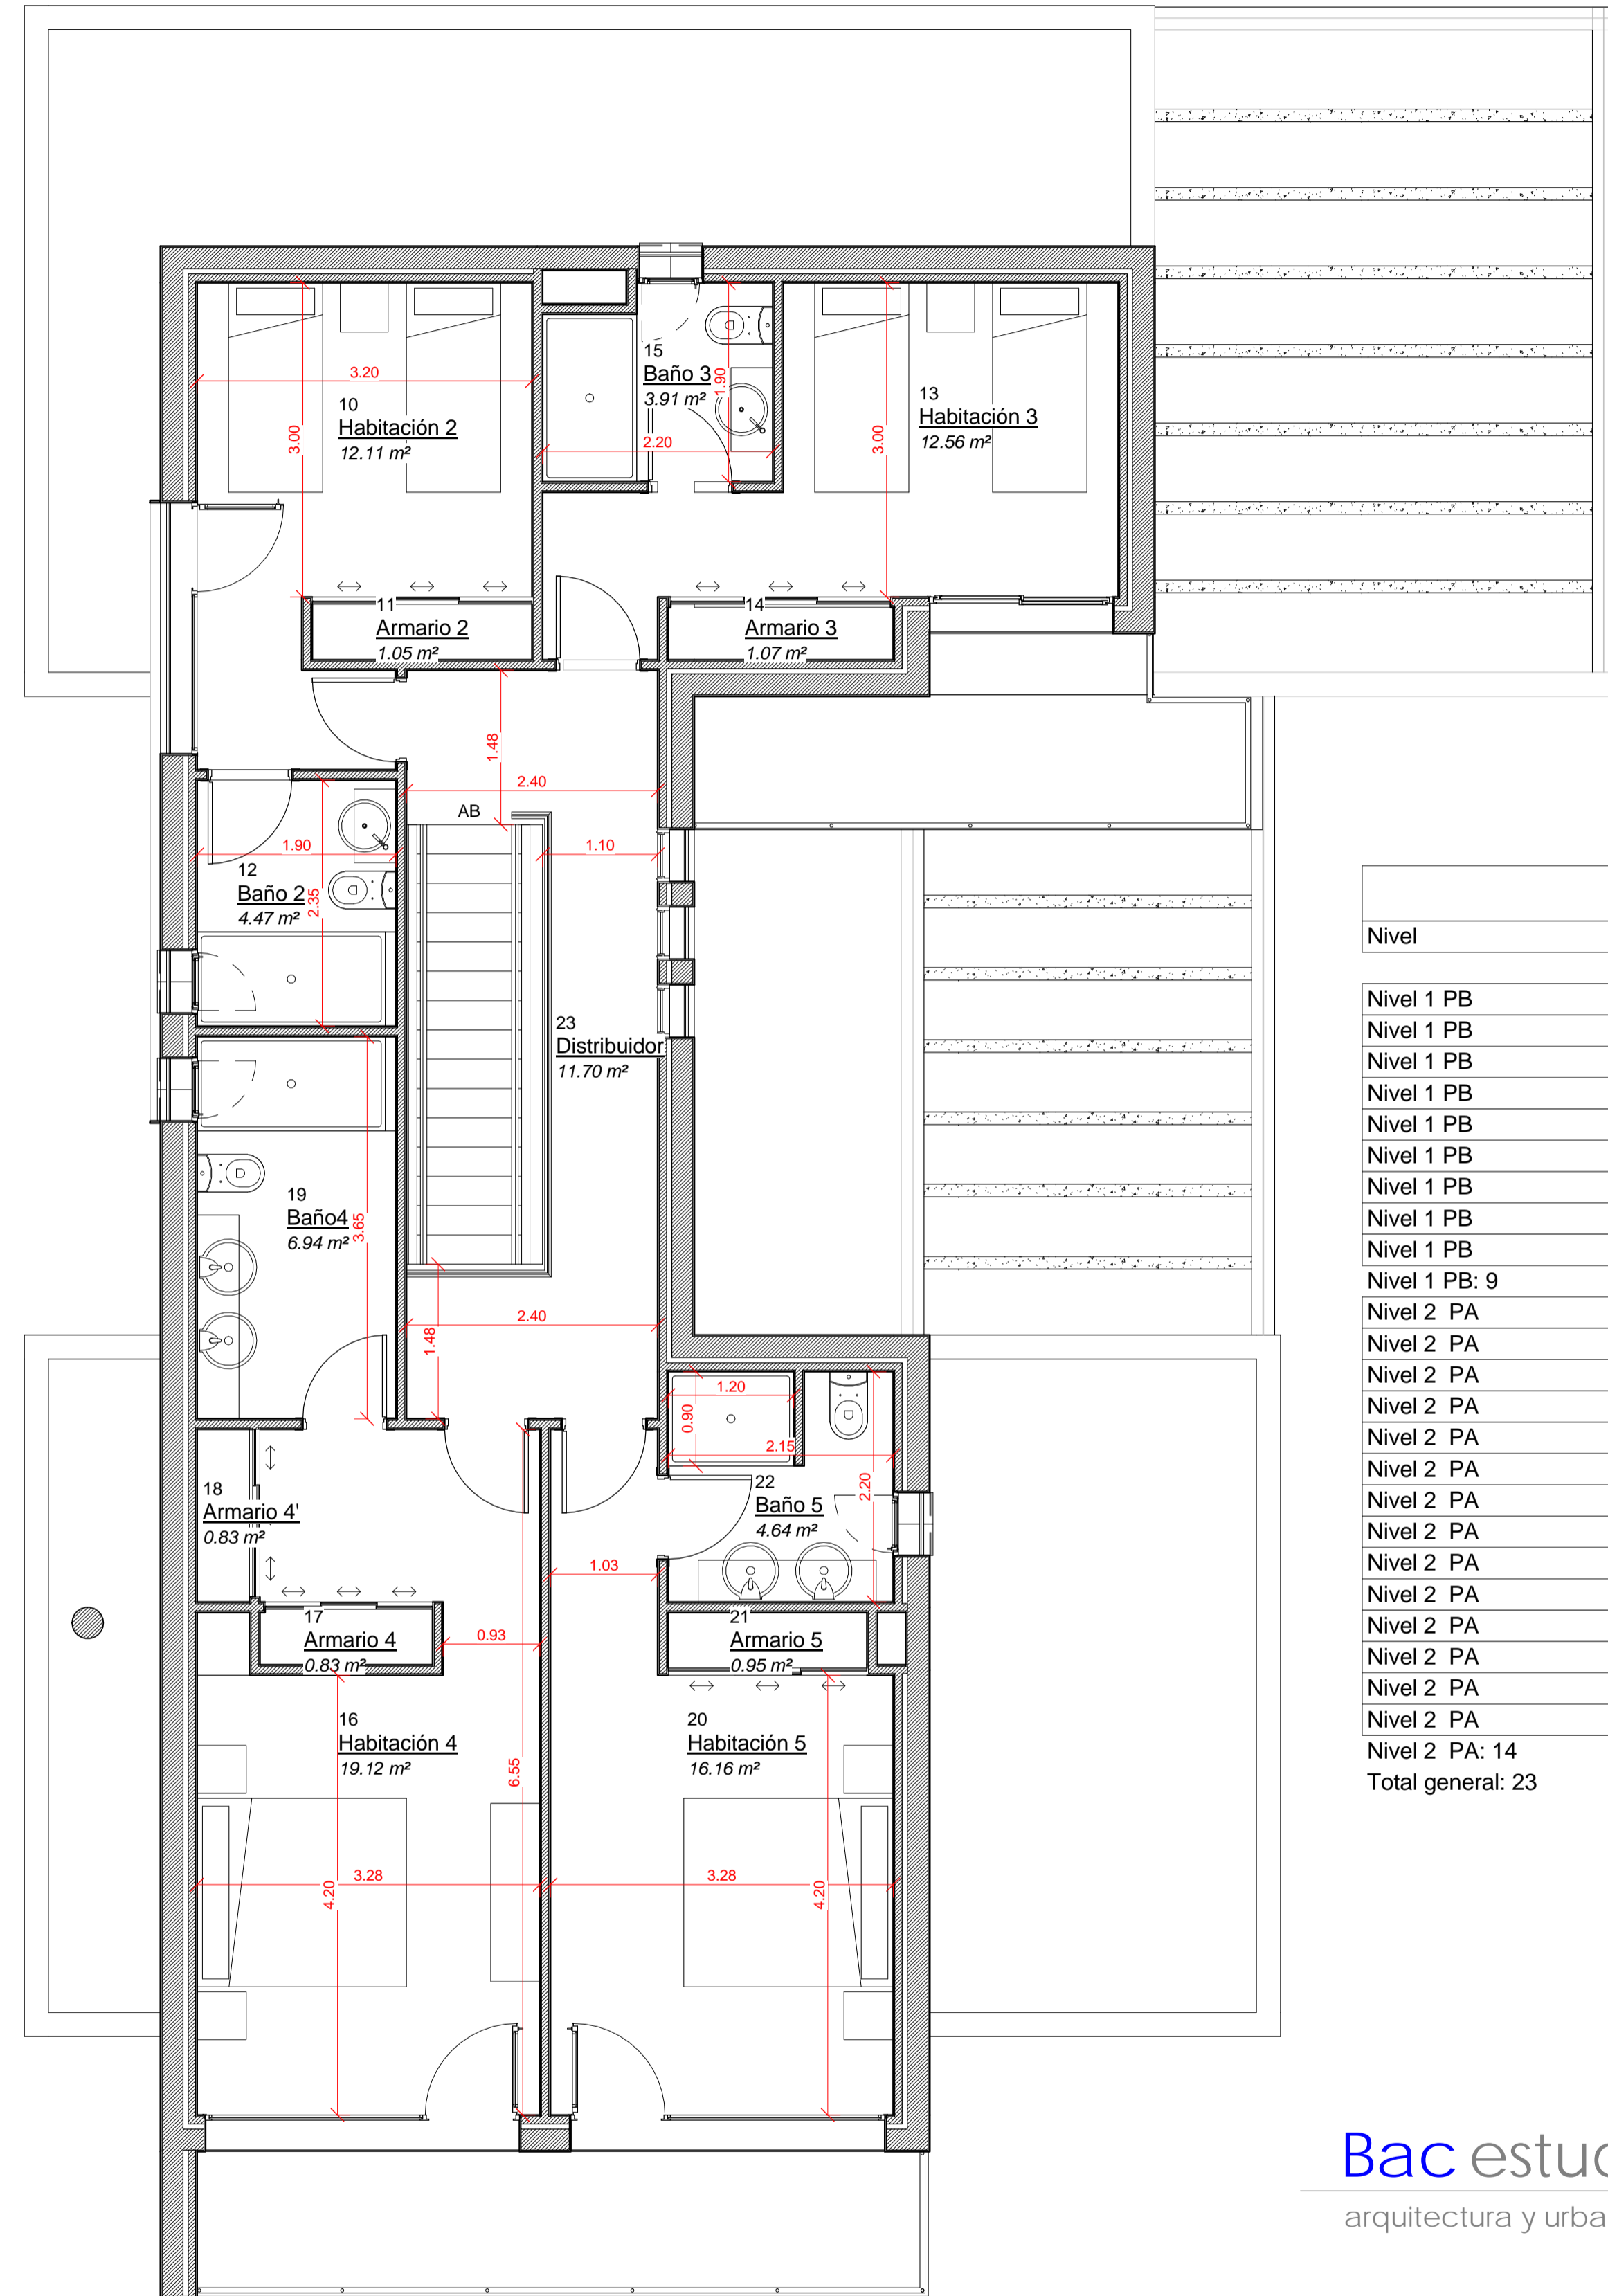 3.20
10
Habitación 2
12.11 m²
3.00
15
Baño 3
3.91 m²
1.90
2.20
13
Habitación 3
12.56 m²
3.00
11
Armario 2
1.05 m²
14
Armario 3
1.07 m²
1.48
2.40
AB
1.10
1.90
12
Baño 2
4.47 m²
2.35
23
Distribuidor
11.70 m²
19
Baño4
6.94 m²
3.65
2.40
1.48
1.20
0.90
2.15
2.20
22
Baño 5
4.64 m²
18
Armario 4'
0.83 m²
1.03
17
Armario 4
0.83 m²
0.93
21
Armario 5
0.95 m²
16
Habitación 4
19.12 m²
6.55
20
Habitación 5
16.16 m²
3.28
4.20
3.28
4.20
Nivel
Nivel 1 PB
Nivel 1 PB
Nivel 1 PB
Nivel 1 PB
Nivel 1 PB
Nivel 1 PB
Nivel 1 PB
Nivel 1 PB
Nivel 1 PB
Nivel 1 PB: 9
Nivel 2 PA
Nivel 2 PA
Nivel 2 PA
Nivel 2 PA
Nivel 2 PA
Nivel 2 PA
Nivel 2 PA
Nivel 2 PA
Nivel 2 PA
Nivel 2 PA
Nivel 2 PA
Nivel 2 PA
Nivel 2 PA
Nivel 2 PA
Nivel 2 PA: 14
Total general: 23
Bac estud
arquitectura y urba